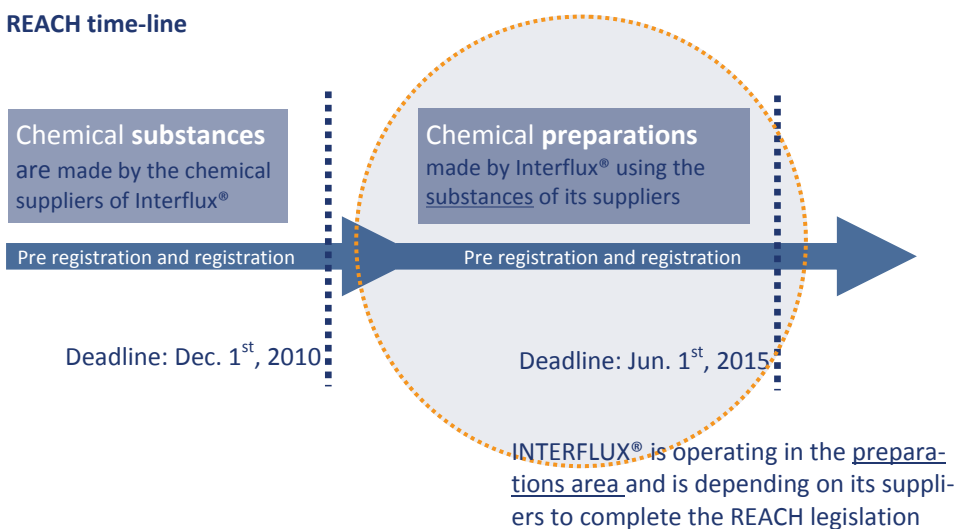 REACH time-line
Chemical substances
are made by the chemical
suppliers of Interflux®
Chemical preparations
made by Interflux® using the
substances of its suppliers
Pre registration and registration
Pre registration and registration
Deadline: Dec. 1st, 2010
Deadline: Jun. 1st, 2015
INTERFLUX® is operating in the prepara-
tions area and is depending on its suppli-
ers to complete the REACH legislation